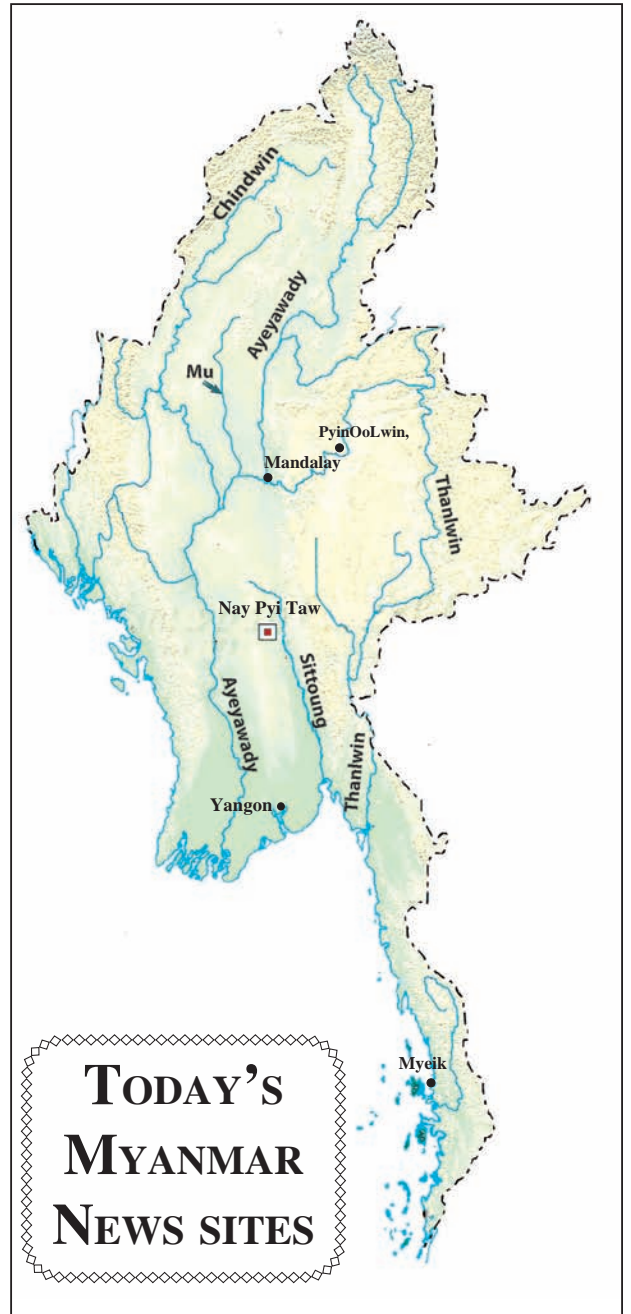 Chindwin
Ayeyawady
Mu
PyinOoLwin,
Mandalay
Thanlwin
Nay Pyi Taw
Sittoung
Ayeyawady
Thanlwin
Yangon
Myeik
TODAY'S
MYANMAR
NEWS SITES